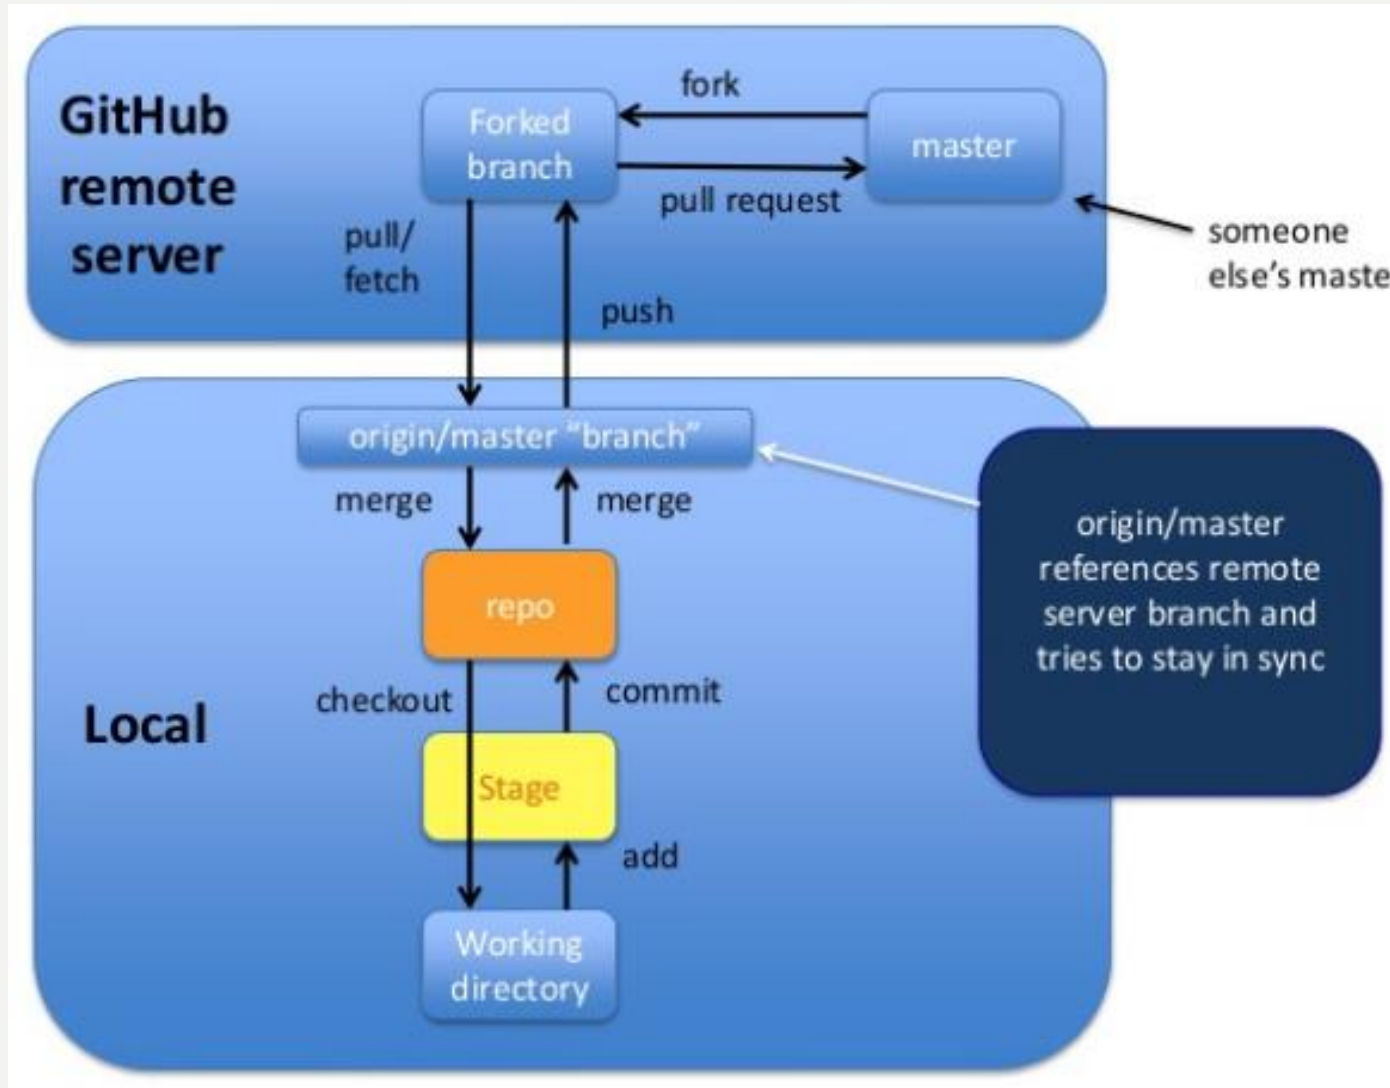 GitHub
remote
server
fork
Forked
branch
master
pull request
someone
else's maste
pull/
fetch
push
origin/master "branch"
merge
merge
origin/master
references remote
server branch and
tries to stay in sync
repo
Local
checkout
commit
Stage
add
Working
directory